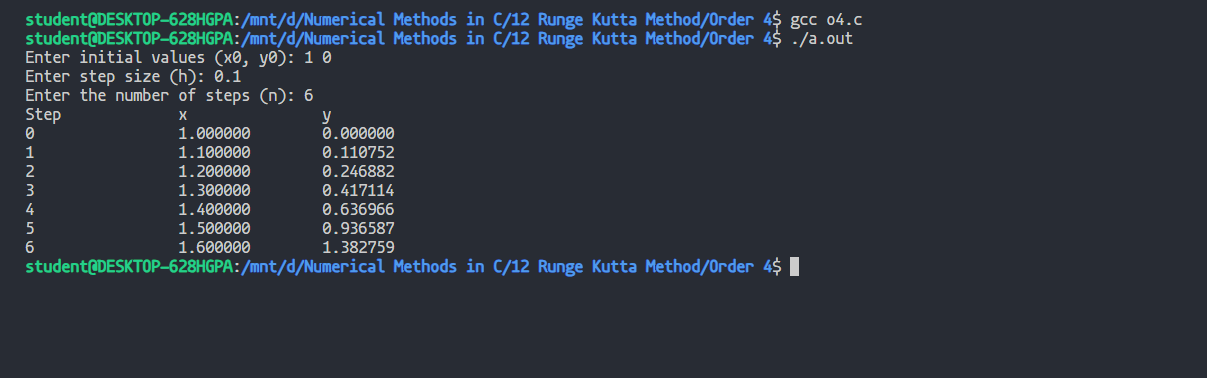 student@DESKTOP-628HGPA:/mnt/d/Numerical Methods in C/12 Runge Kutta Method/Order 4$ gcc o4.c
student@DESKTOP-628HGPA:/mnt/d/Numerical Methods in C/12 Runge Kutta Method/Order 4$ ./a.out
Enter initial values (x0, y0): 1 0
Enter step size (h): 0.1
Enter the number of steps (n): 6
Step x y
0 1.000000 0.000000
1 1.100000 0.110752
2 1.200000 0.246882
3 1.300000 0.417114
4 1.400000 0.636966
5 1.500000 0.936587
6 1.600000 1.382759
student@DESKTOP-628HGPA:/mnt/d/Numerical Methods in C/12 Runge Kutta Method/Order 4$